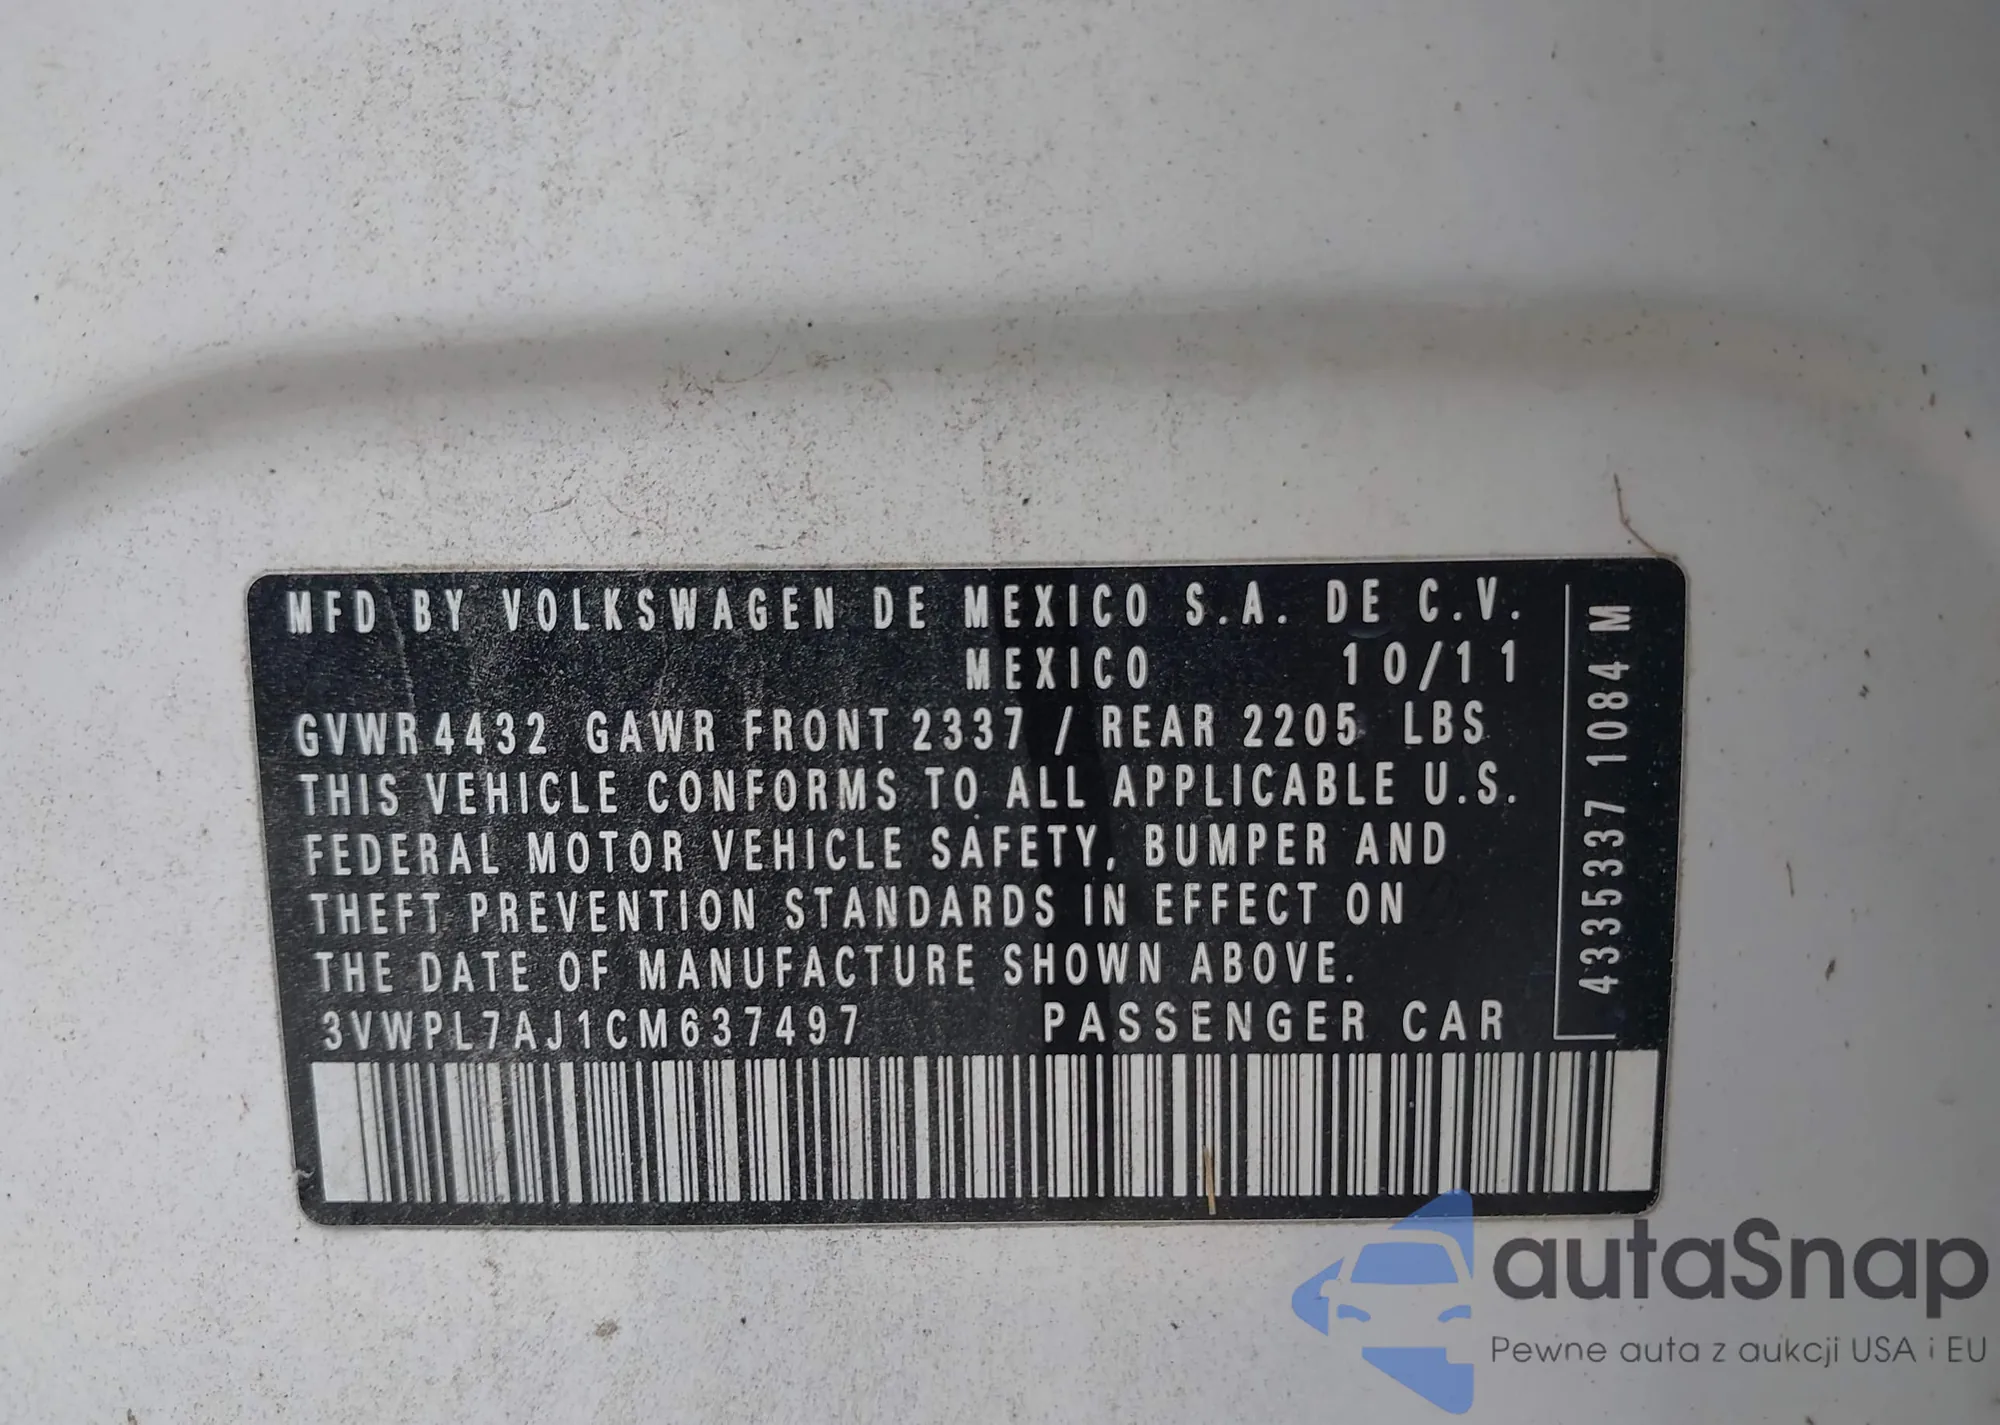 MFD BY VOLKSWAGEN DE MEXICO S.A. DE C.V.
MEXICO 10/11
GVWR 4432 GAWR FRONT 2337 / REAR 2205 LBS
THIS VEHICLE CONFORMS TO ALL APPLICABLE U.S.
FEDERAL MOTOR VEHICLE SAFETY, BUMPER AND
THEFT PREVENTION STANDARDS IN EFFECT ON
THE DATE OF MANUFACTURE SHOWN ABOVE.
3VWPL7AJ1CM637497 PASSENGER CAR
4335337 1084 M
autaSnap
Pewne auta z aukcji USA i EU